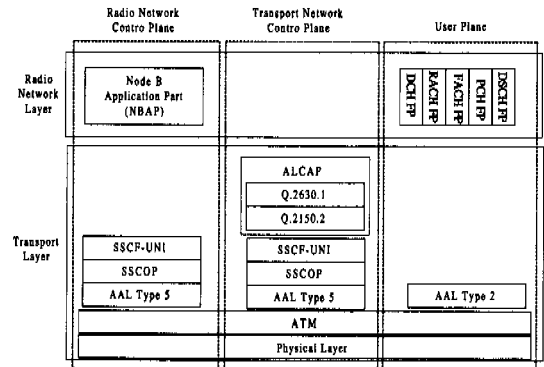 Radio Network
Contro Plane
Transport Network
Contro Plane
User Plane
Radio
Network
Layer
Node B
Application Part
(NBAP)
DCH FP
RACH FP
FACH FP
PCH FP
DSCH FP
Transport
Layer
ALCAP
Q.2630.1
Q.2150.2
SSCF-UNI
SSCOP
AAL Type 5
SSCF-UNI
SSCOP
AAL Type 5
AAL Type 2
ATM
Physical Layer